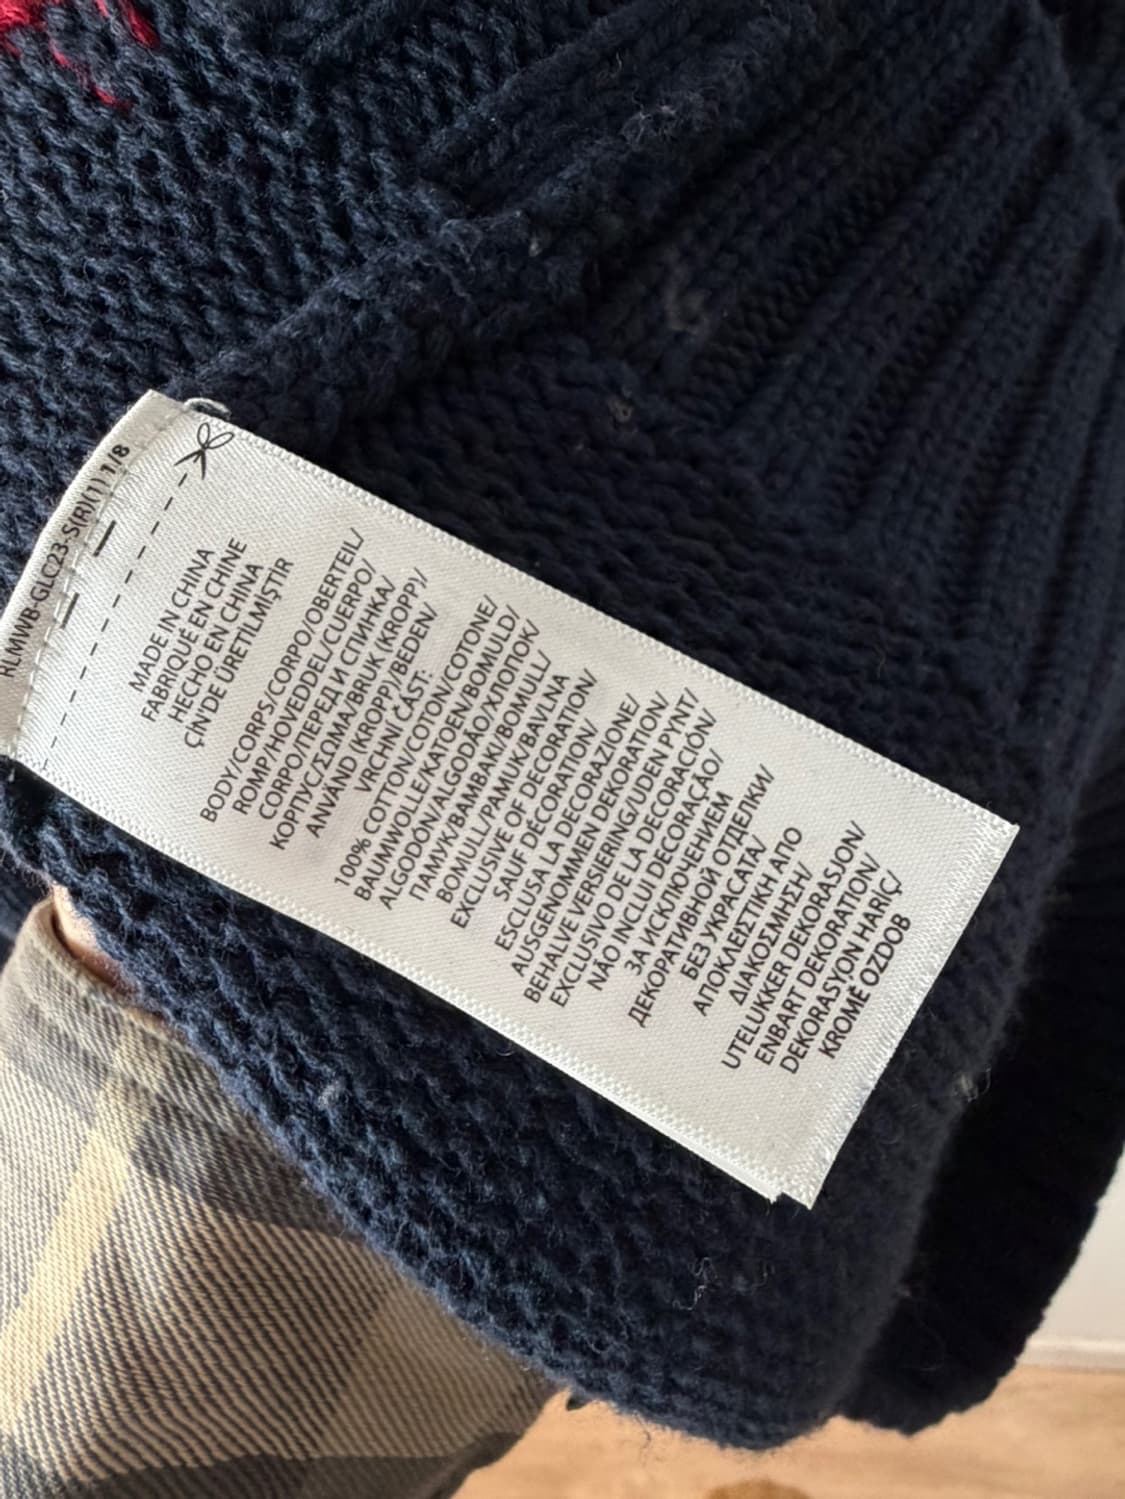 RLMWB-GLC23-S(R)(1) 1/8
MADE IN CHINA
FABRIQUÉ EN CHINE
HECHO EN CHINA
ÇİN'DE ÜRETİLMİŞTİR
BODY/CORPS/CORPO/OBERTEIL/
ROMP/HOVEDDEL/CUERPO/
CORPO/ПЕРЕД И СПИНКА/
КОРПУС/ΣΩΜΑ/BRUK (KROPP)/
ANVÄND (KROPP)/BEDEN/
VRCHNÍ ČÁST:
100% COTTON/COTON/COTONE/
BAUMWOLLE/KATOEN/BOMULD/
ALGODÓN/ALGODÃO/ХЛОПОК/
ΠΑΜΥΚ/BAMBAKI/BOMULL/
BOMULL/PAMUK/BAVLNA
EXCLUSIVE OF DECORATION/
SAUF DÉCORATION/
ESCLUSA LA DECORAZIONE/
AUSGENOMMEN DEKORATION/
BEHALVE VERSIERING/UDEN PYNT/
EXCLUSIVO DE LA DECORACIÓN/
NÃO INCLUI DECORAÇÃO/
ЗА ИСКЛЮЧЕНИЕМ
ДЕКОРАТИВНОЙ ОТДЕЛКИ/
БЕЗ УКРАСАТА/
ΑΠΟΚΛΕΙΣΤΙΚΗ ΑΠΟ
ΔΙΑΚΟΣΜΗΣΗ/
UTELUKKER DEKORASJON/
ENBART DEKORATION/
DEKORASYON HARİÇ/
KROMĚ OZDOB